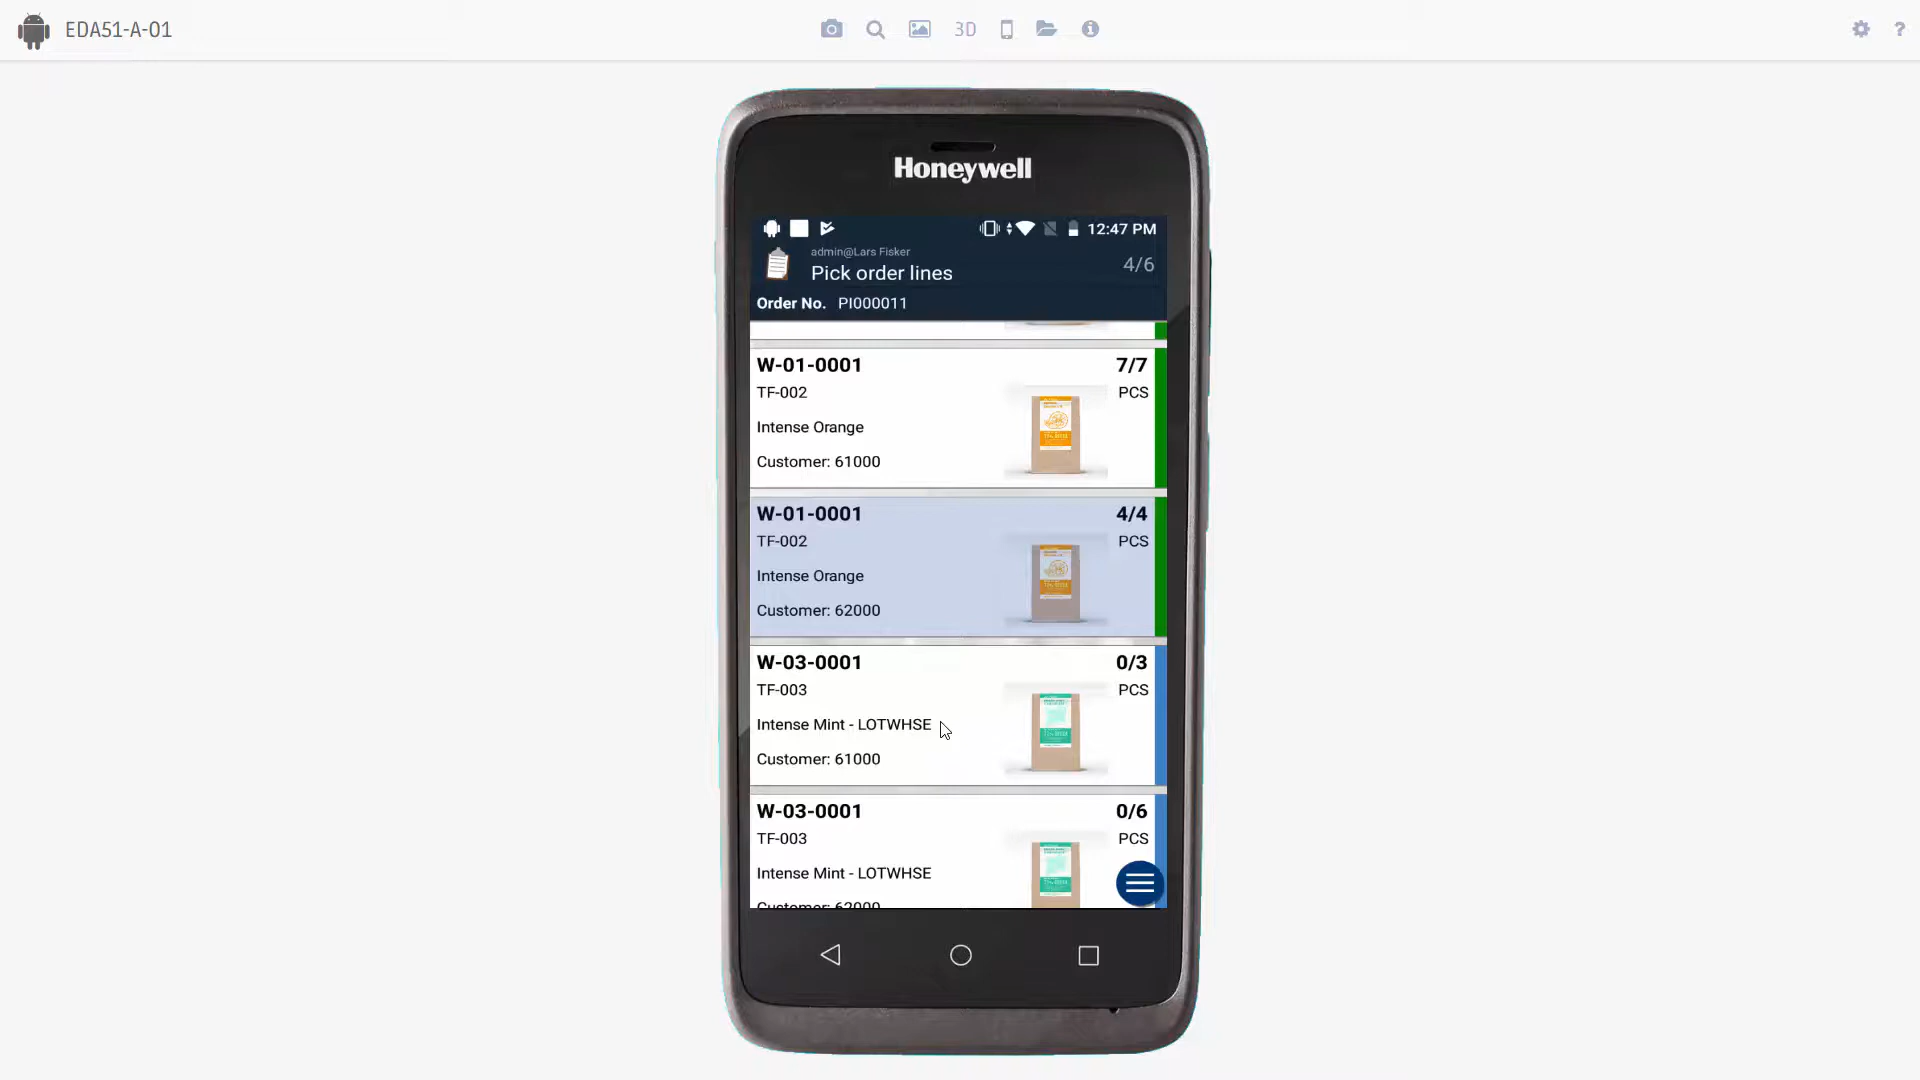 EDA51-A-01
3D
?
Honeywell
12:47 PM
admin@Lars Fisker
Pick order lines
4/6
Order No. PI000011
W-01-0001 7/7
TF-002 PCS
Intense Orange
Customer: 61000
W-01-0001 4/4
TF-002 PCS
Intense Orange
Customer: 62000
W-03-0001 0/3
TF-003 PCS
Intense Mint - LOTWHSE
Customer: 61000
W-03-0001 0/6
TF-003 PCS
Intense Mint - LOTWHSE
Customer: 62000